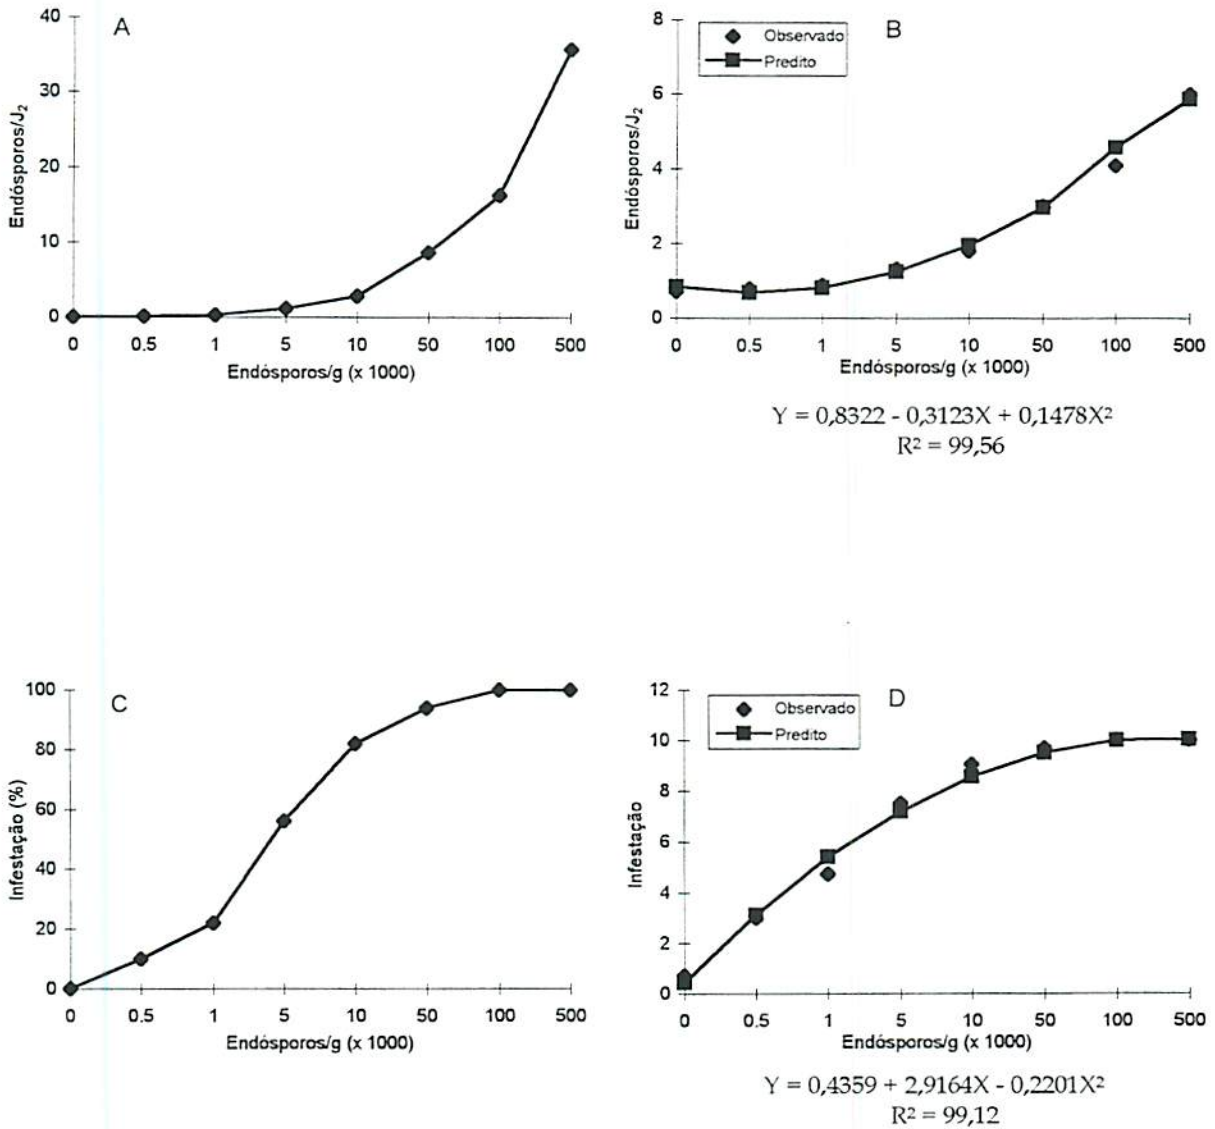 A
Endósporos/J2
40
30
20
10
0
0 0.5 1 5 10 50 100 500
Endósporos/g (x 1000)
B
Observado
Predito
Endósporos/J2
8
6
4
2
0
0 0.5 1 5 10 50 100 500
Endósporos/g (x 1000)
Y = 0,8322 - 0,3123X + 0,1478X²
R² = 99,56
C
Infestação (%)
100
80
60
40
20
0
0 0.5 1 5 10 50 100 500
Endósporos/g (x 1000)
D
Observado
Predito
Infestação
12
10
8
6
4
2
0
0 0.5 1 5 10 50 100 500
Endósporos/g (x 1000)
Y = 0,4359 + 2,9164X - 0,2201X²
R² = 99,12